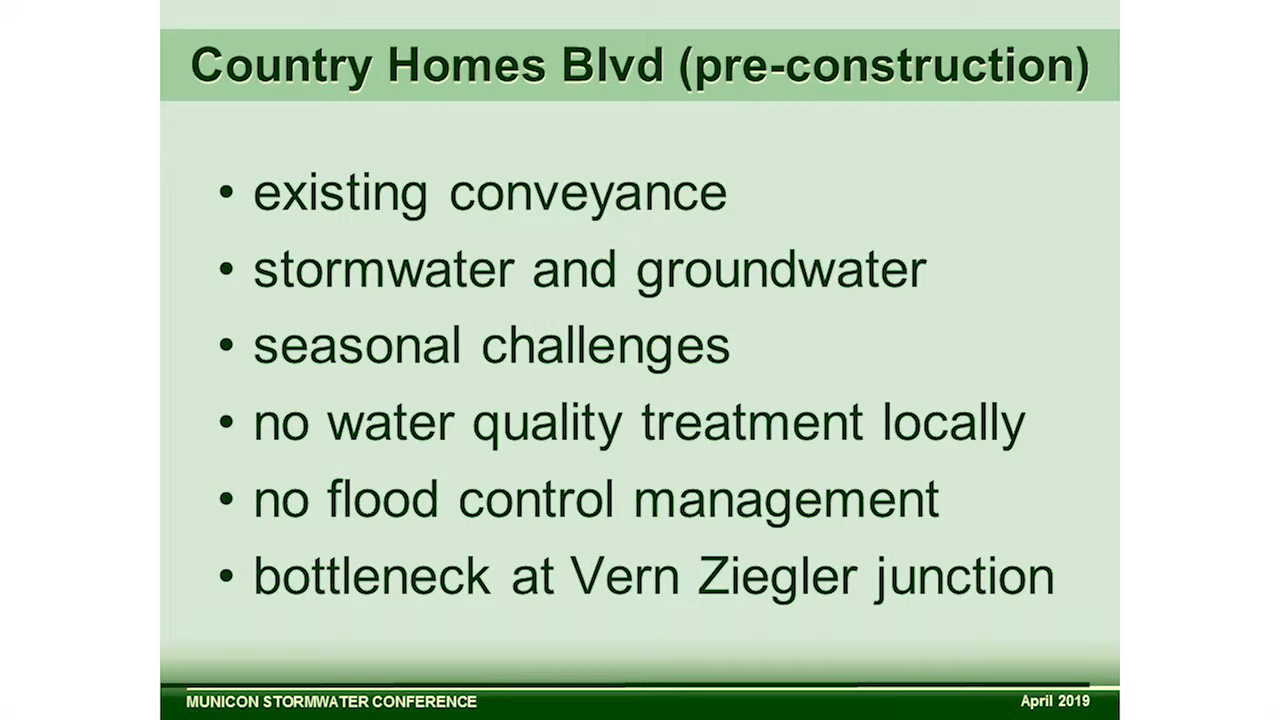 Country Homes Blvd (pre-construction)
• existing conveyance
• stormwater and groundwater
• seasonal challenges
• no water quality treatment locally
• no flood control management
• bottleneck at Vern Ziegler junction
MUNICON STORMWATER CONFERENCE
April 2019